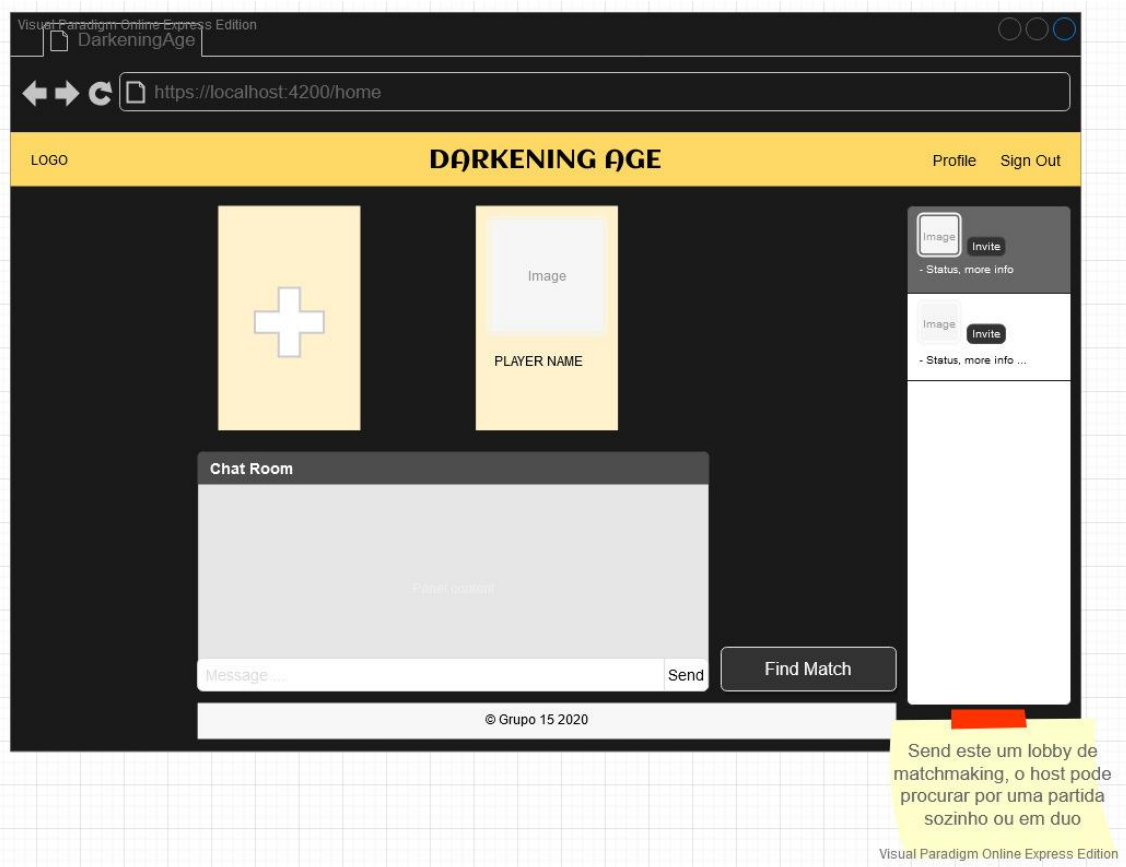 Visual Paradigm Online Express Edition
DarkeningAge
https://localhost:4200/home
LOGO
DARKENING AGE
Profile
Sign Out
Image
Invite
- Status, more info
Image
PLAYER NAME
Image
Invite
- Status, more info ...
Chat Room
Panel content
Message....
Send
Find Match
© Grupo 15 2020
Send este um lobby de
matchmaking, o host pode
procurar por uma partida
sozinho ou em duo
Visual Paradigm Online Express Edition